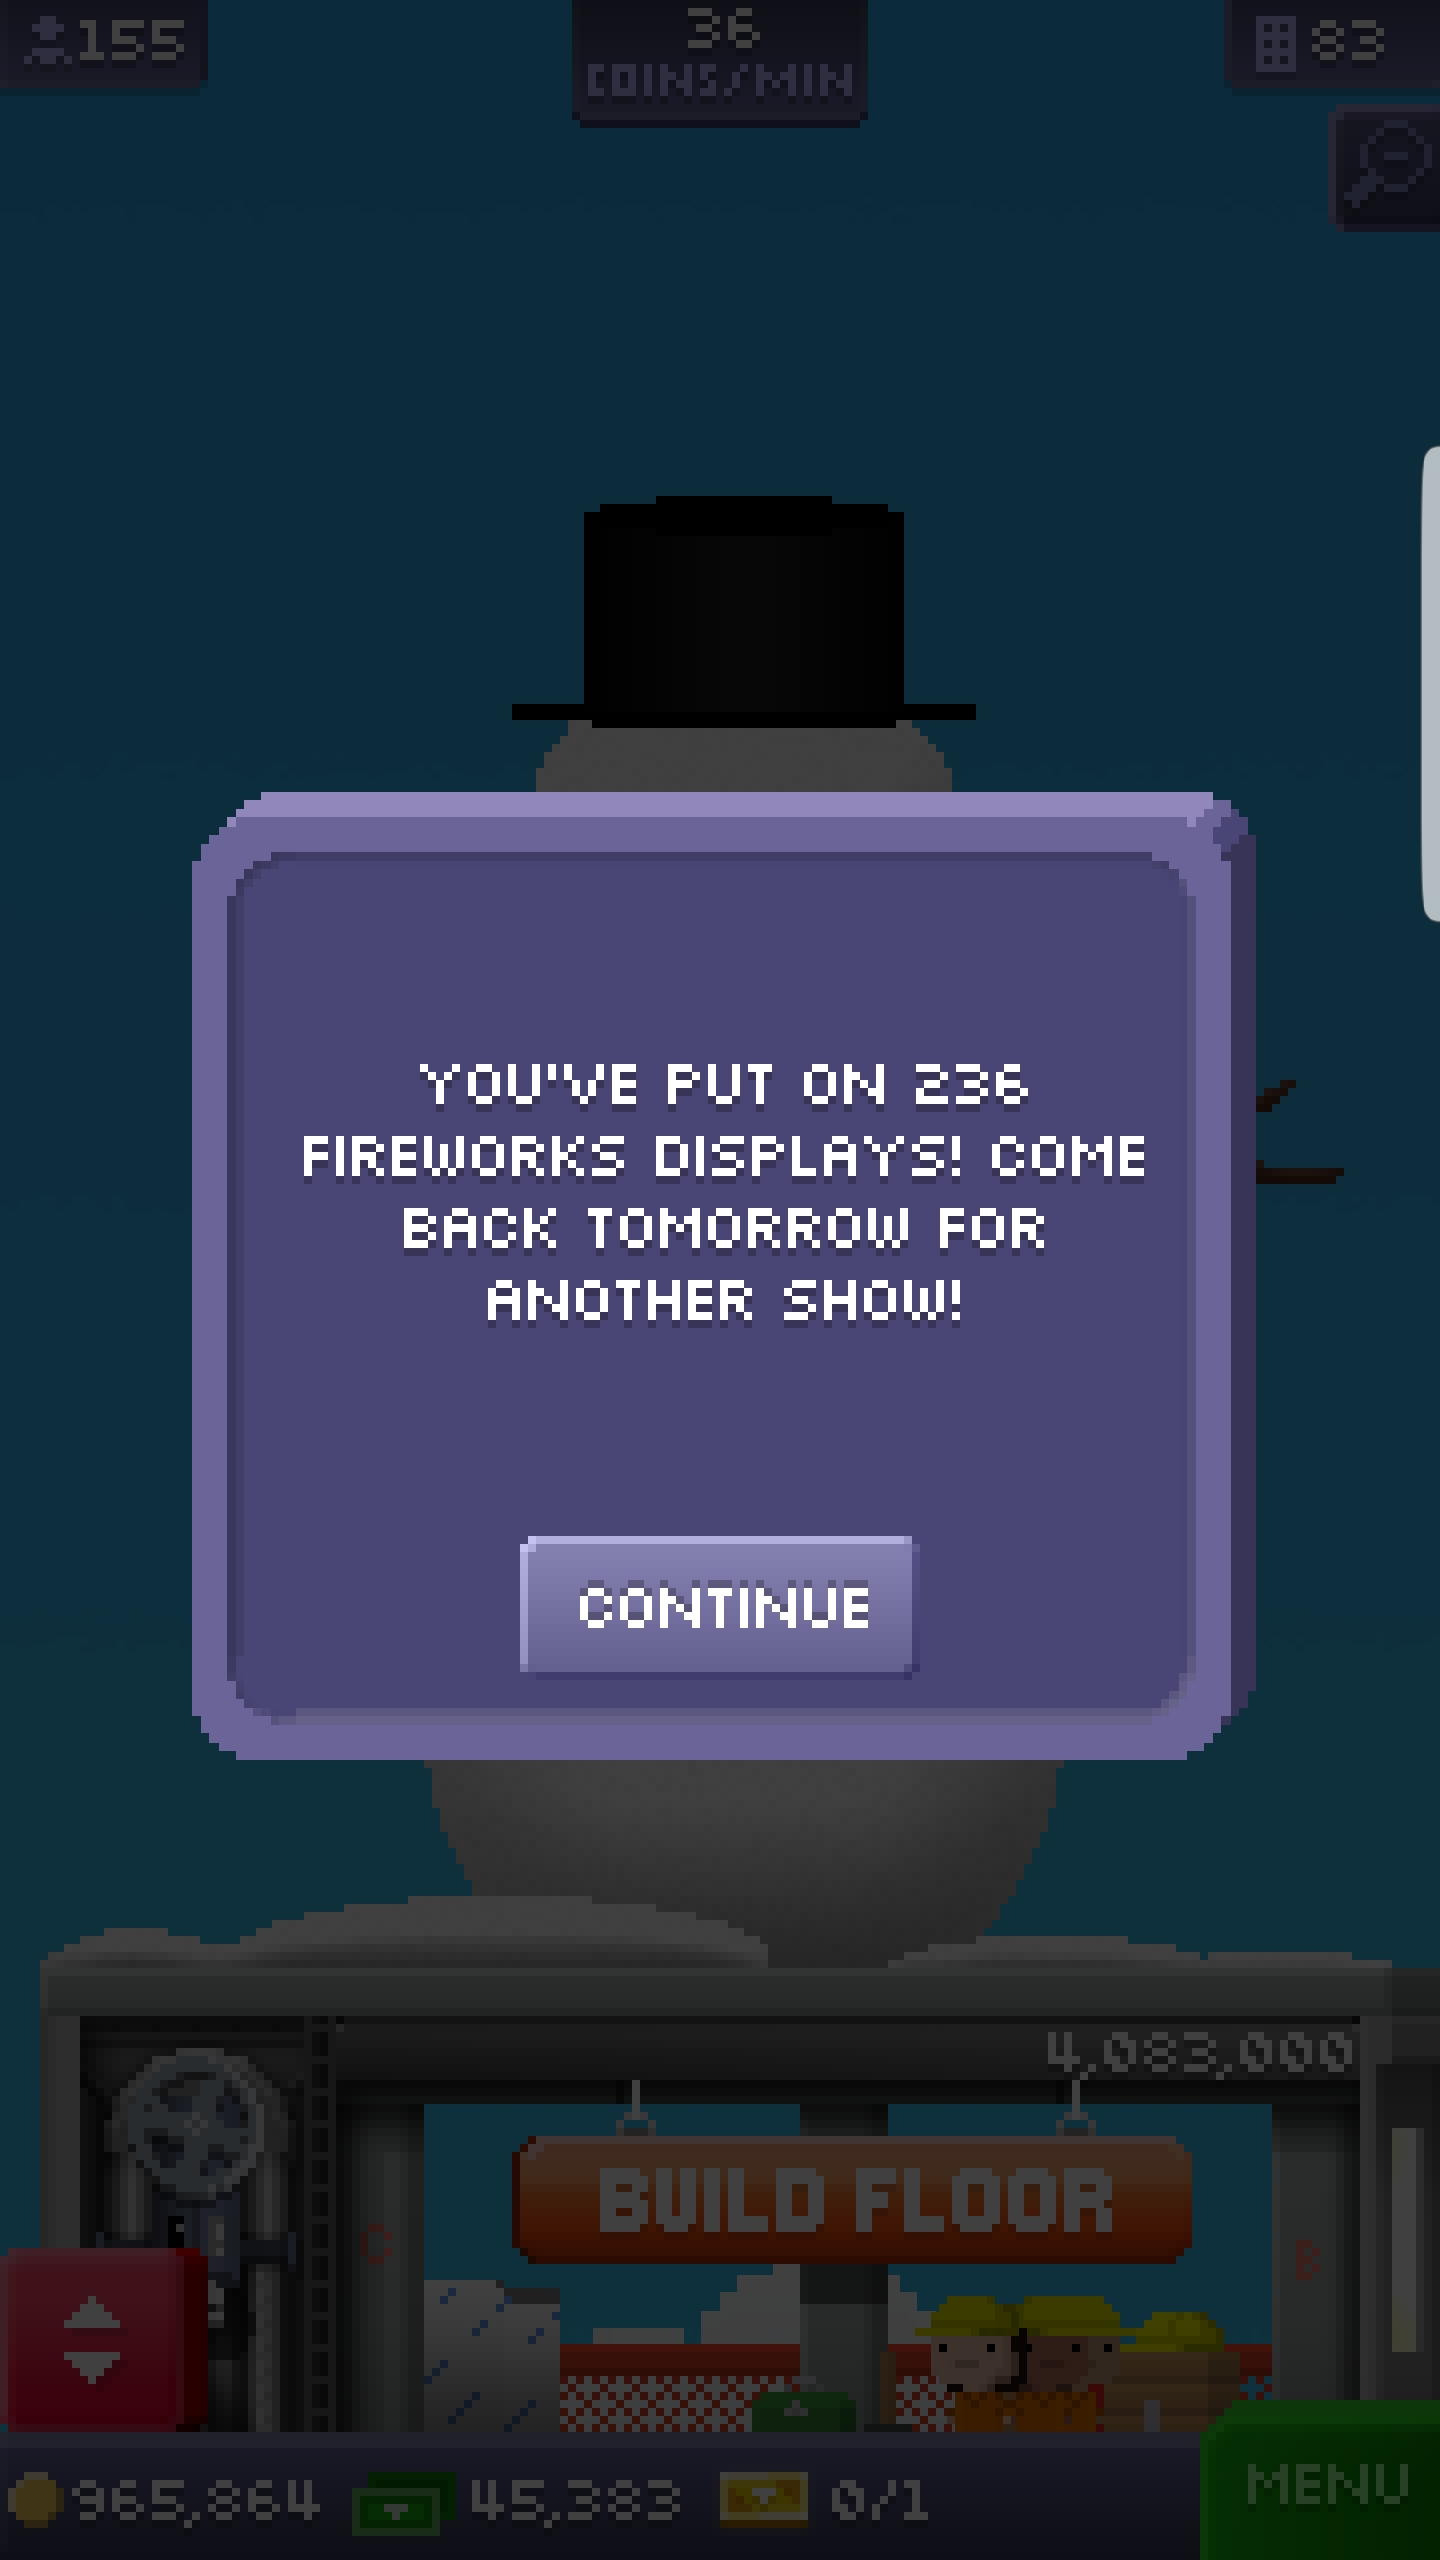 155
36
COINS/MIN
83
YOU'VE PUT ON 236
FIREWORKS DISPLAYS! COME
BACK TOMORROW FOR
ANOTHER SHOW!
CONTINUE
4,083,000
BUILD FLOOR
C
B
965,864
45,383
0/1
MENU